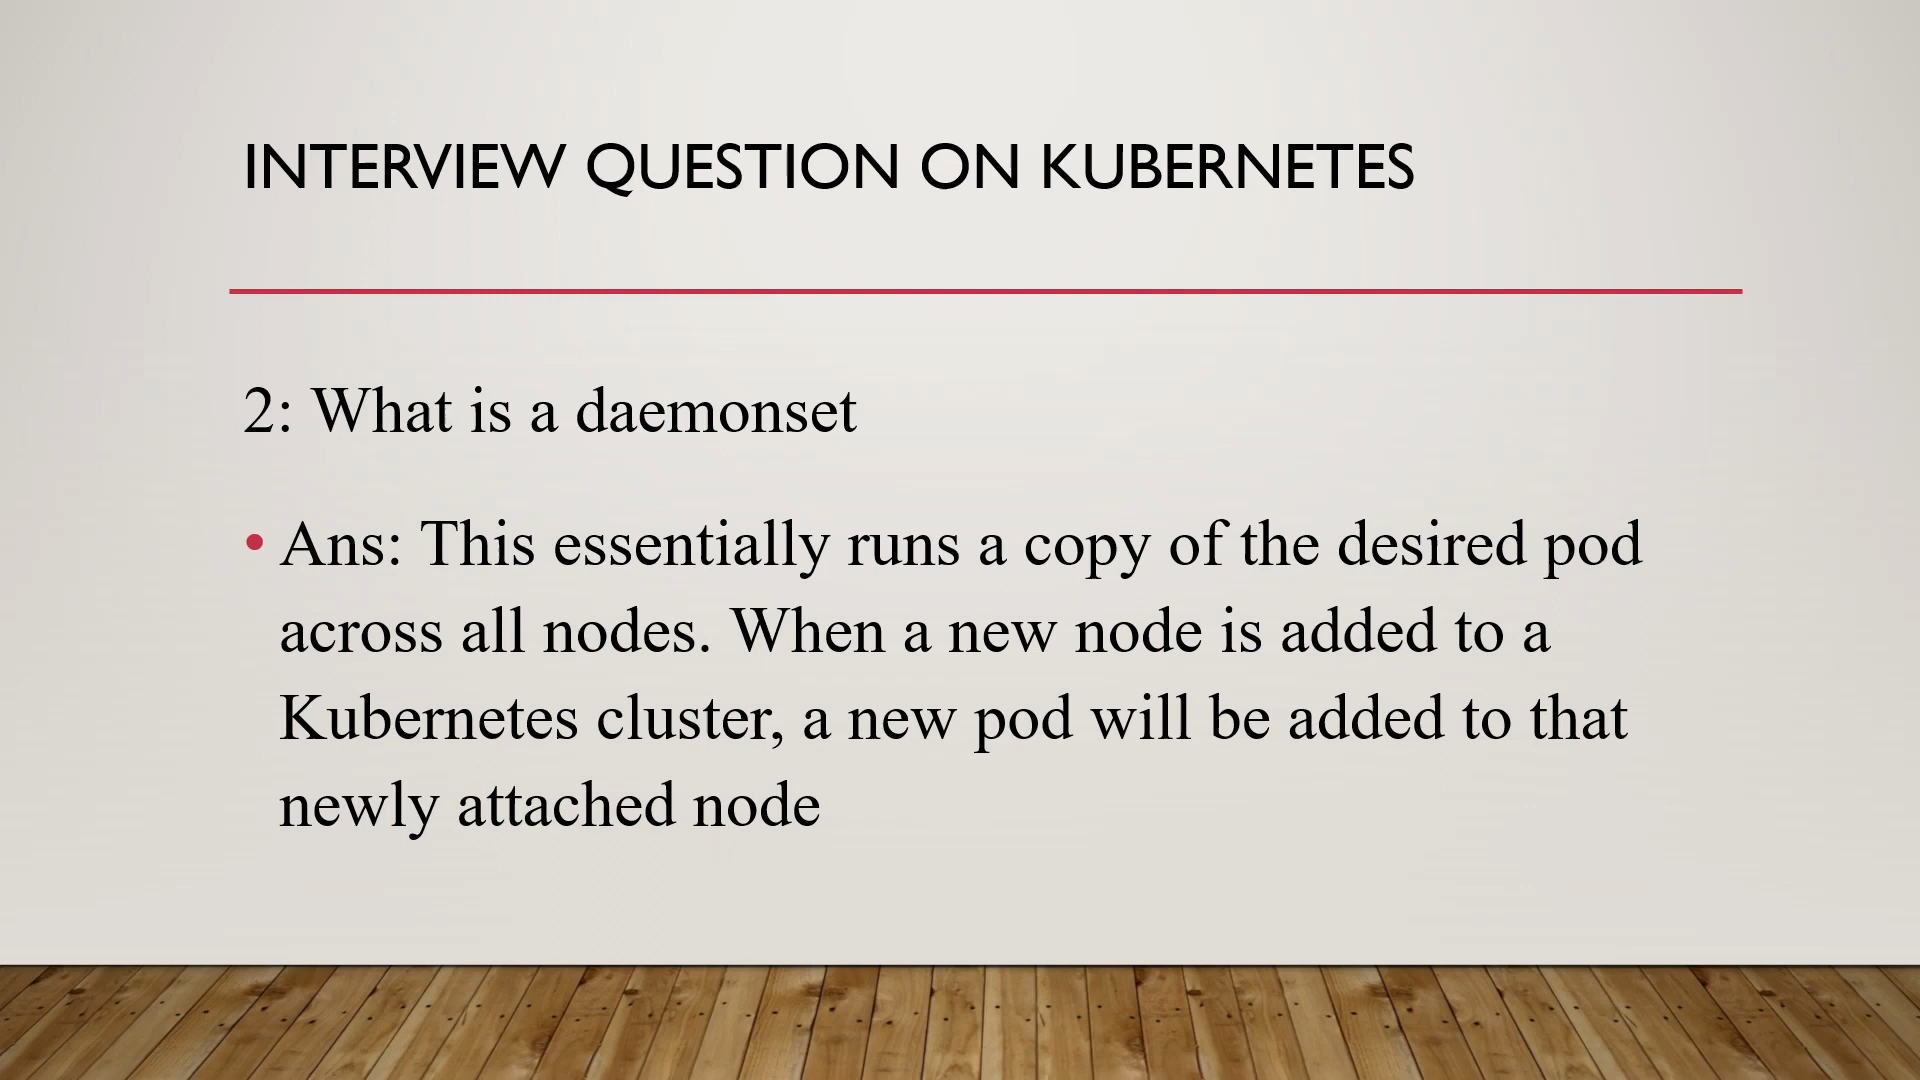 INTERVIEW QUESTION ON KUBERNETES
2: What is a daemonset
• Ans: This essentially runs a copy of the desired pod
across all nodes. When a new node is added to a
Kubernetes cluster, a new pod will be added to that
newly attached node